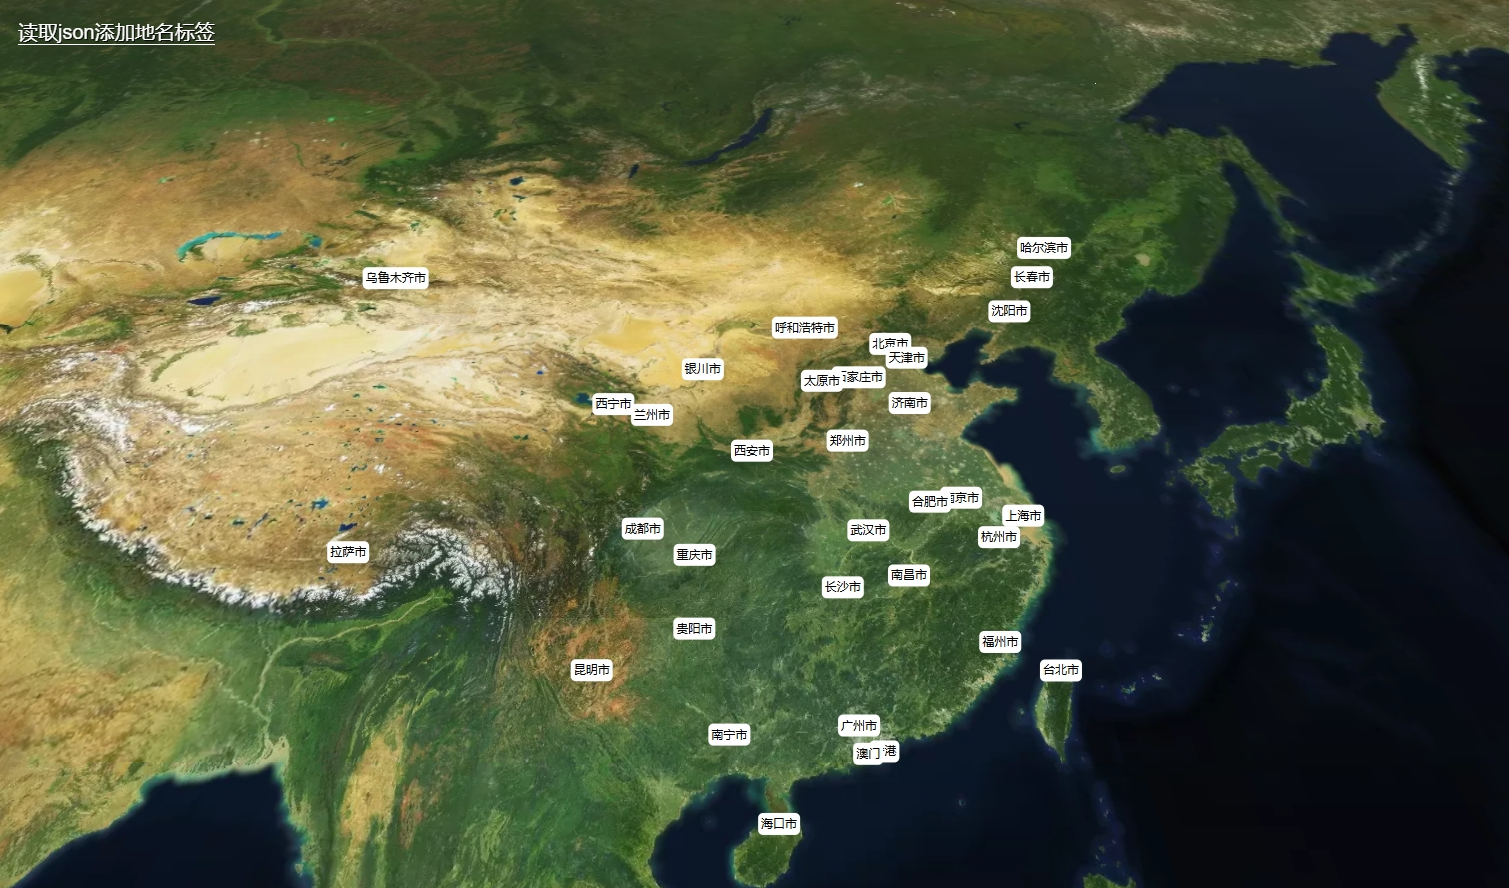 读取json添加地名标签
哈尔滨市
长春市
乌鲁木齐市
沈阳市
呼和浩特市
北京市
天津市
银川市
太原市
家庄市
西宁市
济南市
兰州市
郑州市
西安市
合肥市
京市
上海市
成都市
武汉市
杭州市
拉萨市
重庆市
南昌市
长沙市
贵阳市
福州市
昆明市
台北市
广州市
南宁市
澳门
港
海口市